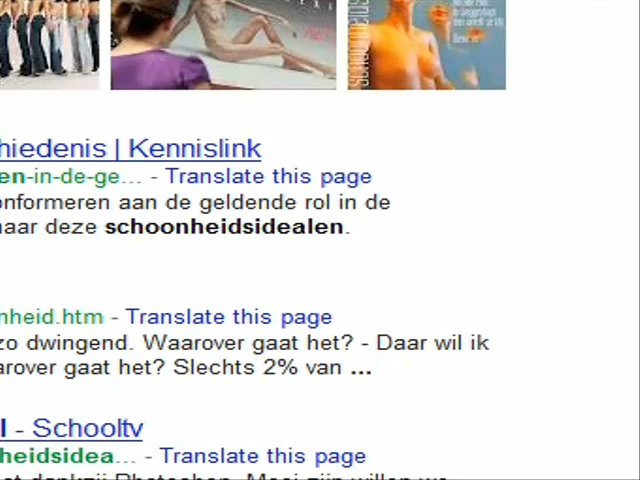 hiedenis | Kennislink
en-in-de-ge... - Translate this page
onformeren aan de geldende rol in de
naar deze schoonheidsidealen.
nheid.htm - Translate this page
zo dwingend. Waarover gaat het? - Daar wil ik
arover gaat het? Slechts 2% van ...
l - Schooltv
heidsidea... - Translate this page